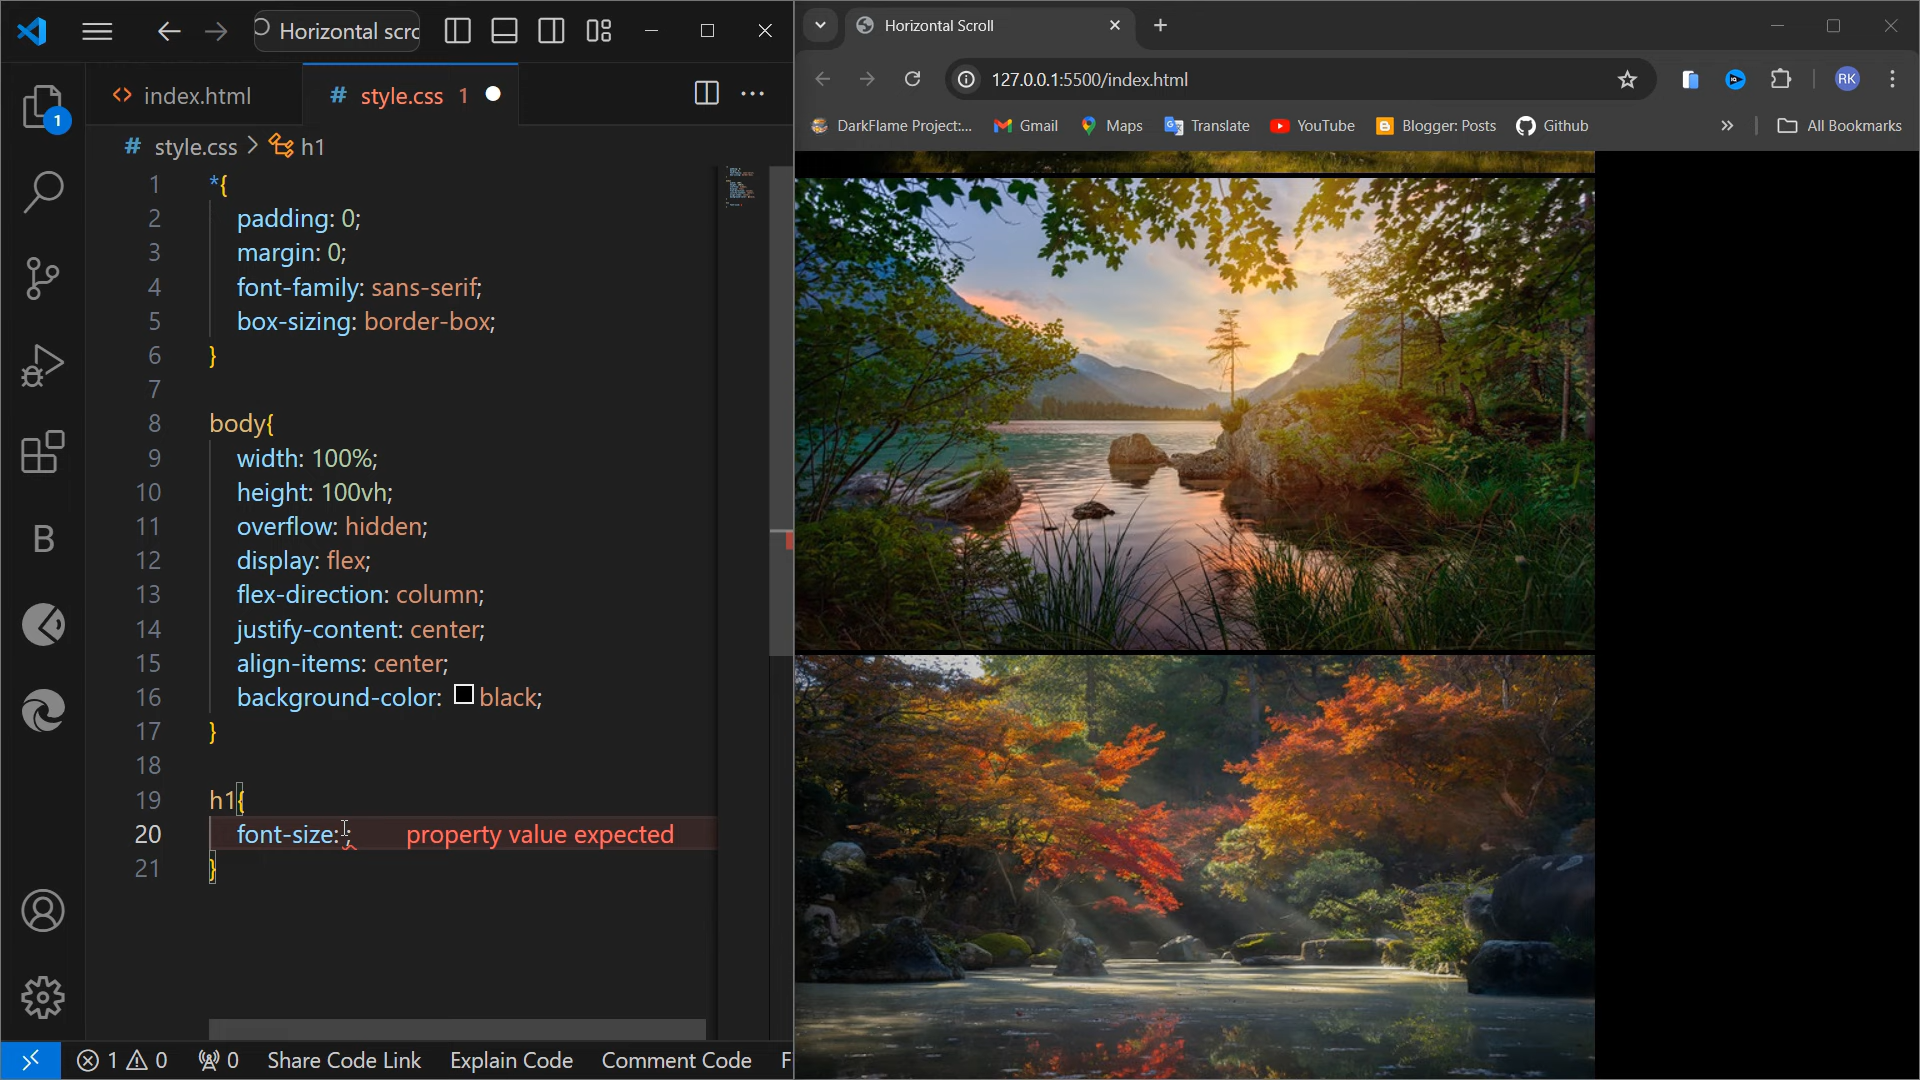 Horizontal scrc
index.html
# style.css 1
# style.css > h1
1 *{
2 padding: 0;
3 margin: 0;
4 font-family: sans-serif;
5 box-sizing: border-box;
6 }
7
8 body{
9 width: 100%;
10 height: 100vh;
11 overflow: hidden;
12 display: flex;
13 flex-direction: column;
14 justify-content: center;
15 align-items: center;
16 background-color: black;
17 }
18
19 h1{
20 font-size: ; property value expected
21 }
1
B
1 0 0 Share Code Link Explain Code Comment Code F
Horizontal Scroll
127.0.0.1:5500/index.html
RK
DarkFlame Project:... Gmail Maps Translate YouTube Blogger: Posts Github » All Bookmarks